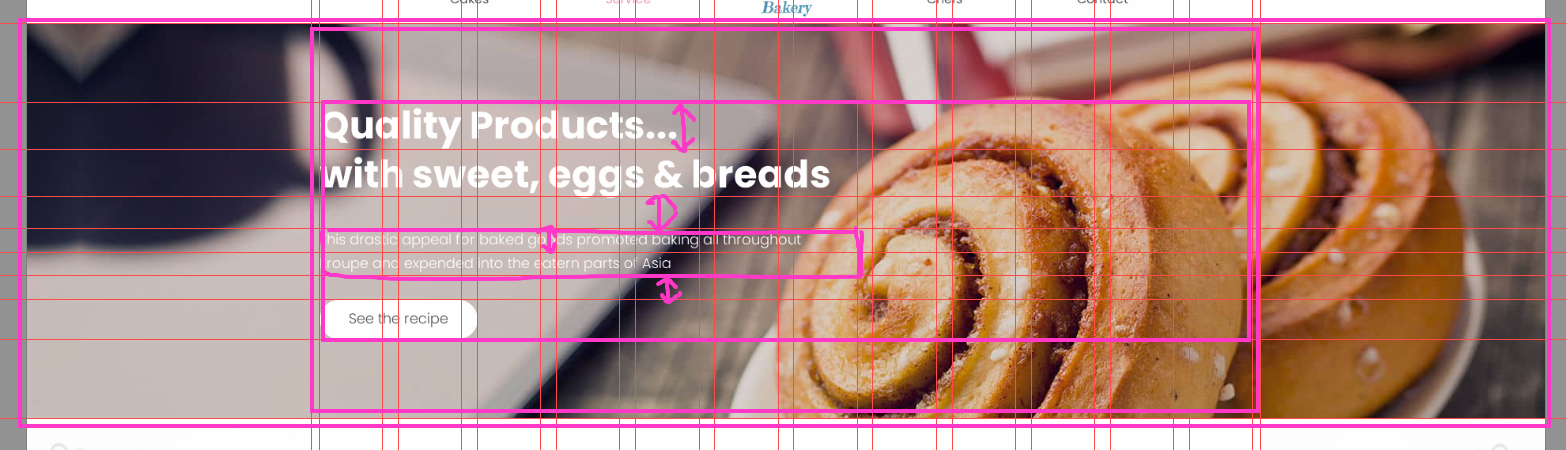 Cakes Service Bakery Chefs Contact
Quality Products...
with sweet, eggs & breads
This drastic appeal for baked goods promoted baking all throughout
roupe and expended into the eatern parts of Asia
See the recipe